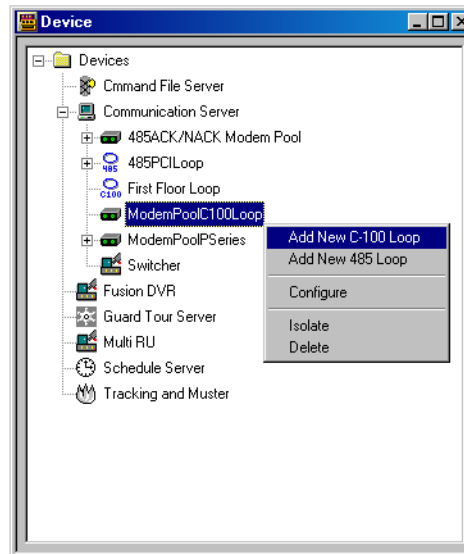 Device
Devices
Cmmand File Server
Communication Server
485ACK/NACK Modem Pool
485
485PCILoop
C100
First Floor Loop
ModemPoolC100Loop
ModemPoolPSeries
Switcher
Fusion DVR
Guard Tour Server
Multi RU
Schedule Server
Tracking and Muster
Add New C-100 Loop
Add New 485 Loop
Configure
Isolate
Delete